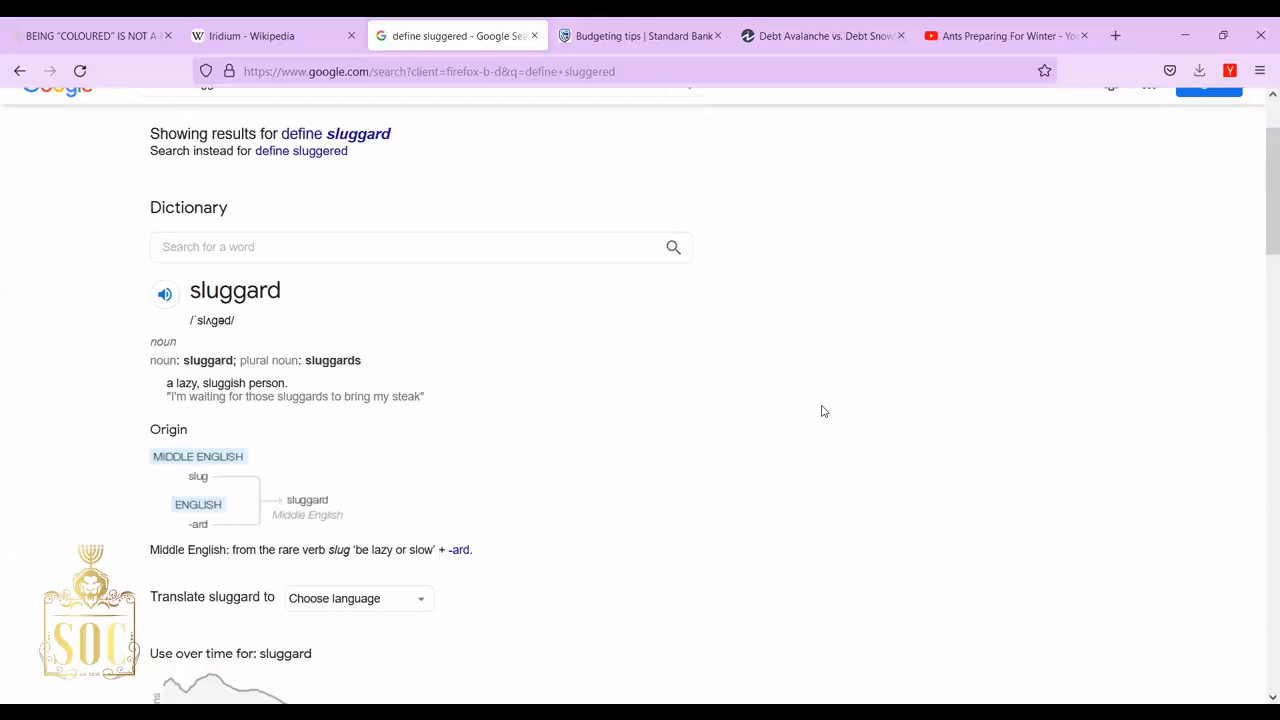 BEING “COLOURED” IS NOT A
Iridium - Wikipedia
define sluggered - Google Sea
Budgeting tips | Standard Bank
Debt Avalanche vs. Debt Snow
Ants Preparing For Winter - You
https://www.google.com/search?client=firefox-b-d&q=define+sluggered
Google
Showing results for define sluggard
Search instead for define sluggered
Dictionary
Search for a word
sluggard
/ˈslʌɡəd/
noun
noun: sluggard; plural noun: sluggards
a lazy, sluggish person.
"I'm waiting for those sluggards to bring my steak"
Origin
MIDDLE ENGLISH
slug
ENGLISH
sluggard
Middle English
-ard
Middle English: from the rare verb slug ‘be lazy or slow’ + -ard.
SOC
Translate sluggard to Choose language
Use over time for: sluggard